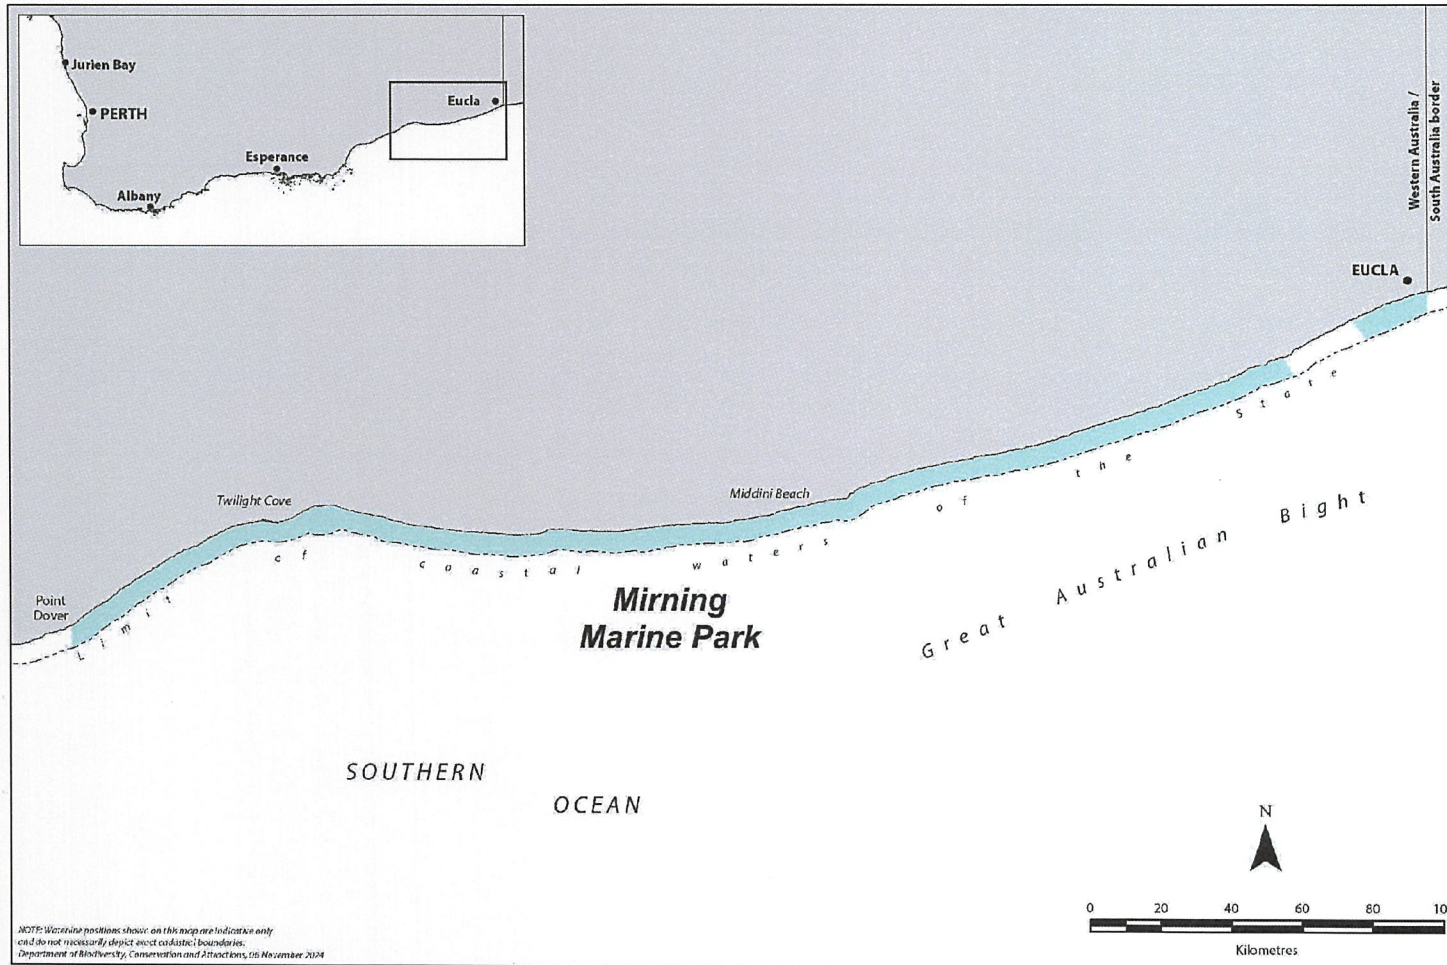 Jurien Bay
PERTH
Eucla
Esperance
Albany
Western Australia /
South Australia border
EUCLA
Twilight Cove
Middini Beach
Point
Dover
Limit of coastal waters of the State
Mirning
Marine Park
Great Australian Bight
SOUTHERN
OCEAN
N
0 20 40 60 80 10
Kilometres
NOTE: Waterline positions shown on this map are indicative only
and do not necessarily depict exact cadastral boundaries.
Department of Biodiversity, Conservation and Attractions, 06 November 2024